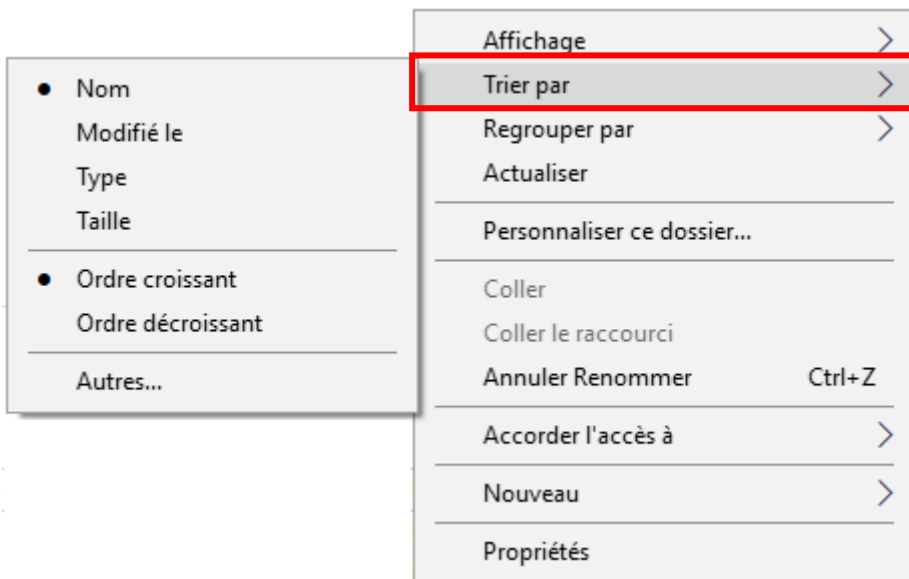 Affichage
Trier par
Regrouper par
Actualiser
Personnaliser ce dossier...
Coller
Coller le raccourci
Annuler Renommer Ctrl+Z
Accorder l'accès à
Nouveau
Propriétés
Nom
Modifié le
Type
Taille
Ordre croissant
Ordre décroissant
Autres...